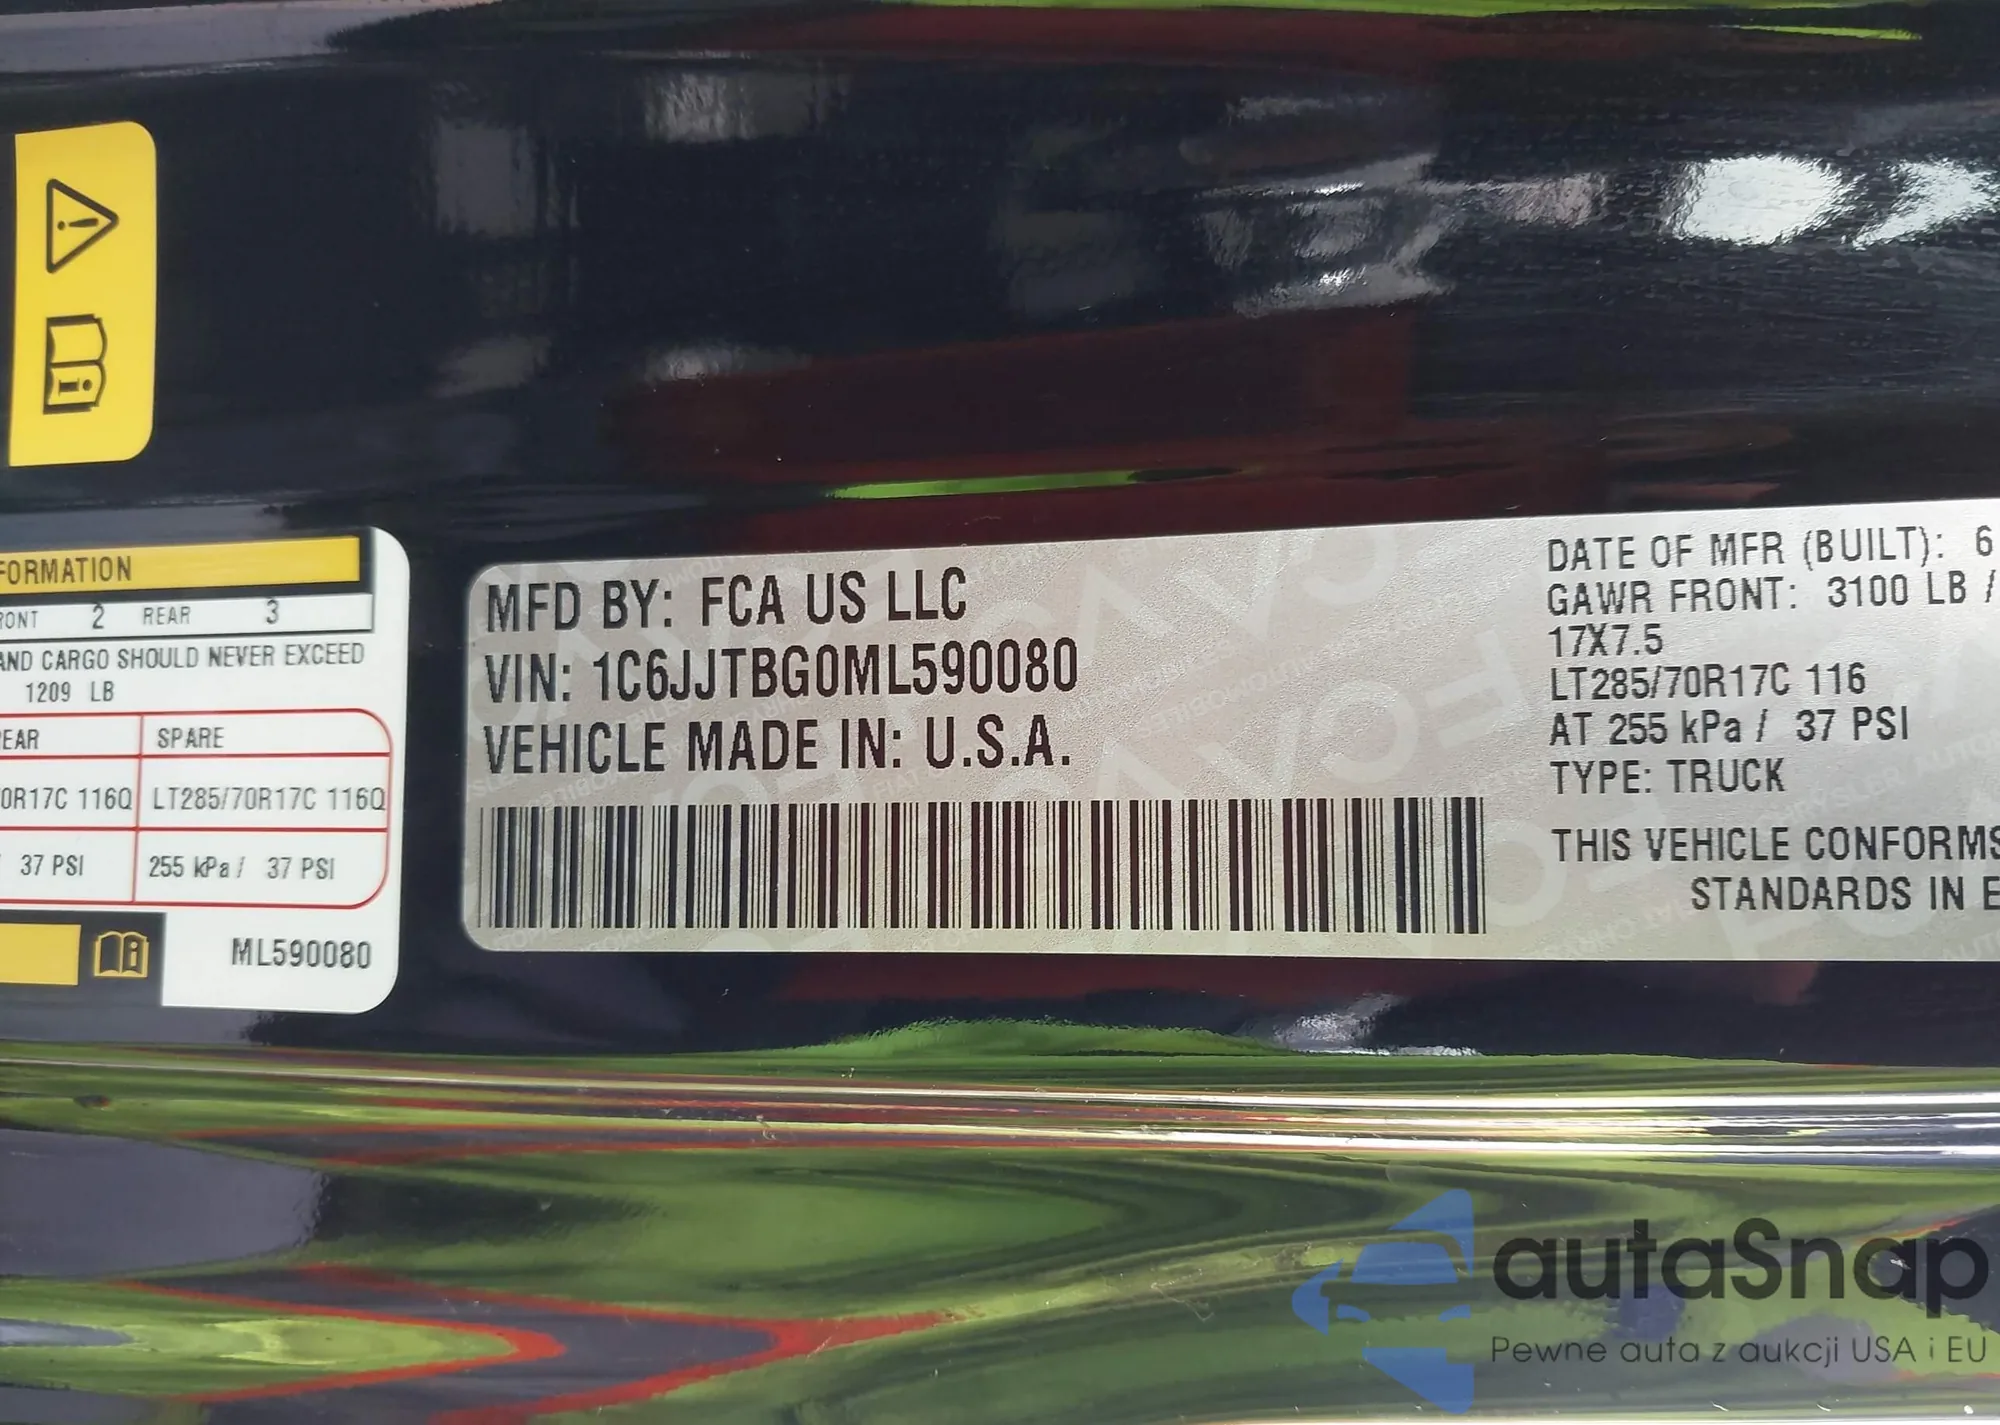 FORMATION
RONT 2 REAR 3
AND CARGO SHOULD NEVER EXCEED
1209 LB
EAR SPARE
0R17C 116Q LT285/70R17C 116Q
37 PSI 255 kPa / 37 PSI
ML590080
MFD BY: FCA US LLC
VIN: 1C6JJTBG0ML590080
VEHICLE MADE IN: U.S.A.
DATE OF MFR (BUILT): 6
GAWR FRONT: 3100 LB /
17X7.5
LT285/70R17C 116
AT 255 kPa / 37 PSI
TYPE: TRUCK
THIS VEHICLE CONFORMS
STANDARDS IN E
autaSnap
Pewne auta z aukcji USA i EU